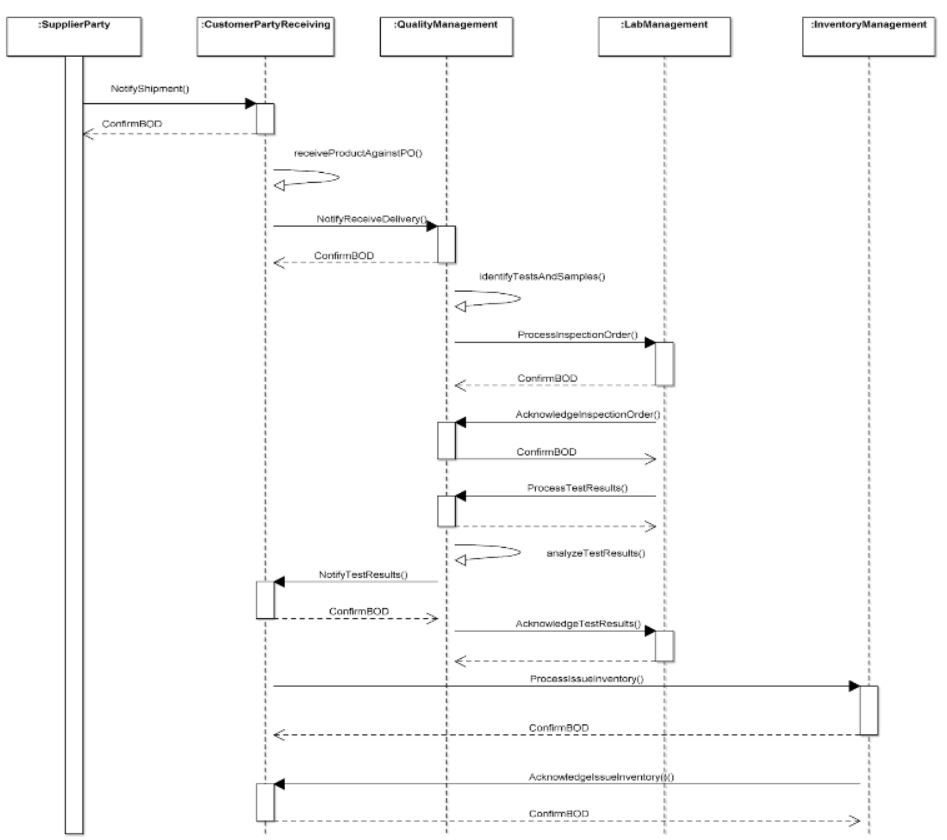 :SupplierParty
:CustomerPartyReceiving
:QualityManagement
:LabManagement
:InventoryManagement
NotifyShipment()
ConfirmBOD
receiveProductAgainstPO()
NotifyReceiveDelivery()
ConfirmBOD
identifyTestsAndSamples()
ProcessInspectionOrder()
ConfirmBOD
AcknowledgeInspectionOrder()
ConfirmBOD
ProcessTestResults()
analyzeTestResults()
NotifyTestResults()
ConfirmBOD
AcknowledgeTestResults()
ProcessIssueInventory()
ConfirmBOD
AcknowledgeIssueInventory()()
ConfirmBOD